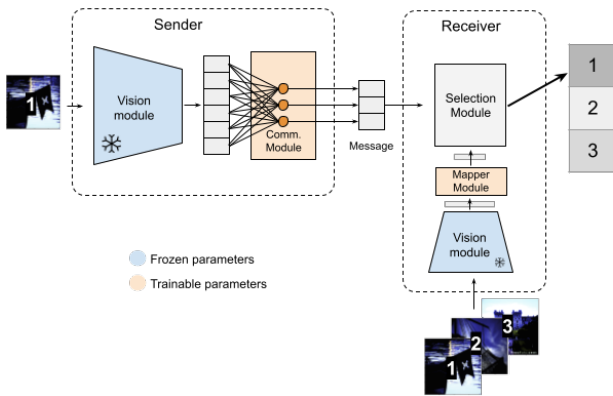 Sender
Receiver
1
Vision
module
Comm.
Module
Message
Selection
Module
1
2
3
Mapper
Module
Vision
module
Frozen parameters
Trainable parameters
1
2
3